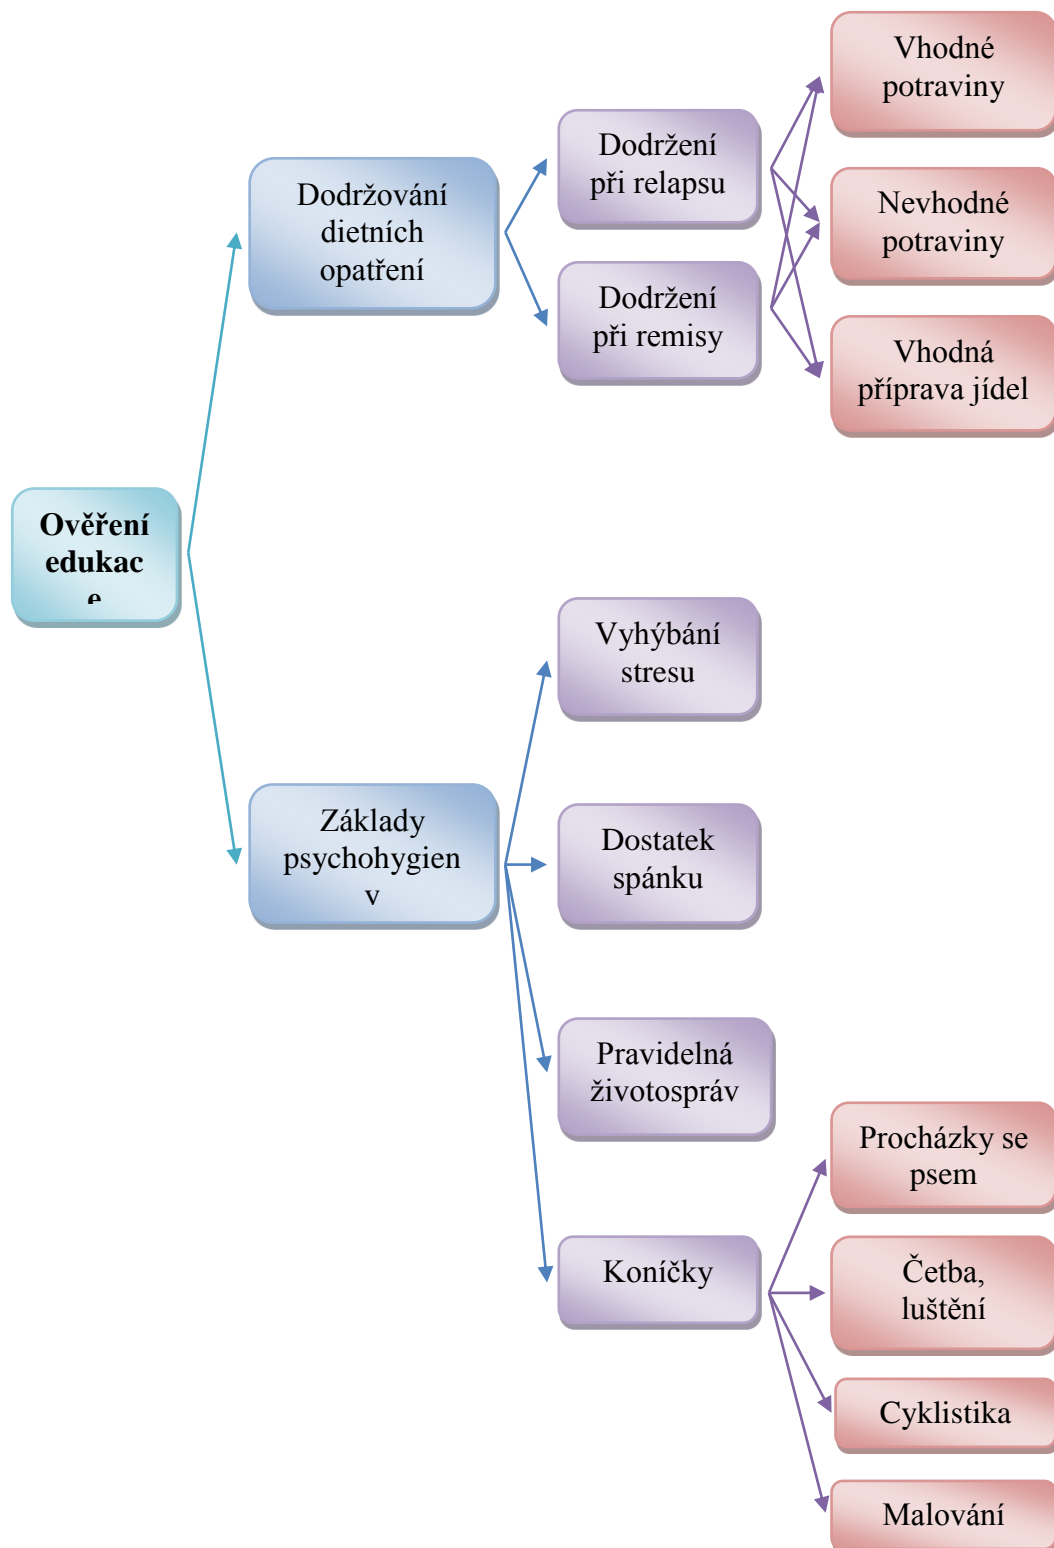 Vhodné
potraviny
Dodržení
při relapsu
Dodržování
dietních
opatření
Nevhodné
potraviny
Dodržení
při remisy
Vhodná
příprava jídel
Ověření
edukac
e
Vyhýbání
stresu
Základy
psychohygien
v
Dostatek
spánku
Pravidelná
životospráv
Procházky se
psem
Koníčky
Četba,
luštění
Cyklistika
Malování